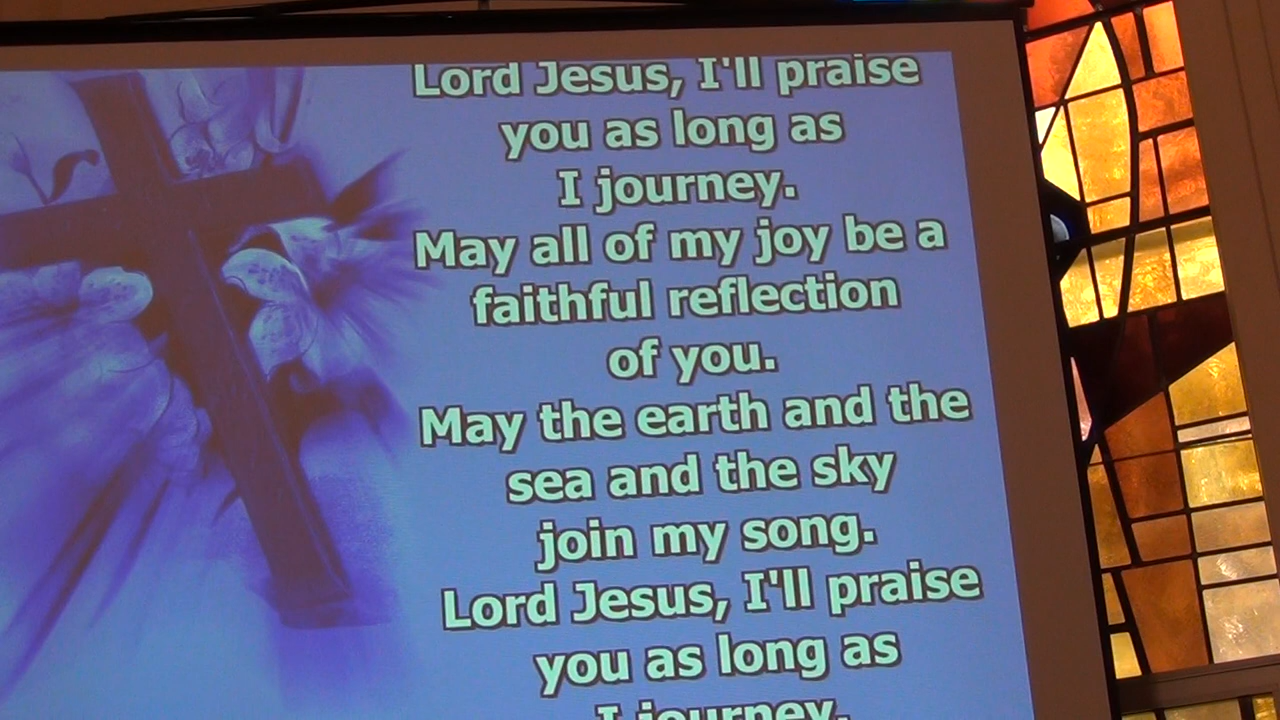 Lord Jesus, I'll praise
you as long as
I journey.
May all of my joy be a
faithful reflection
of you.
May the earth and the
sea and the sky
join my song.
Lord Jesus, I'll praise
you as long as
I journey.